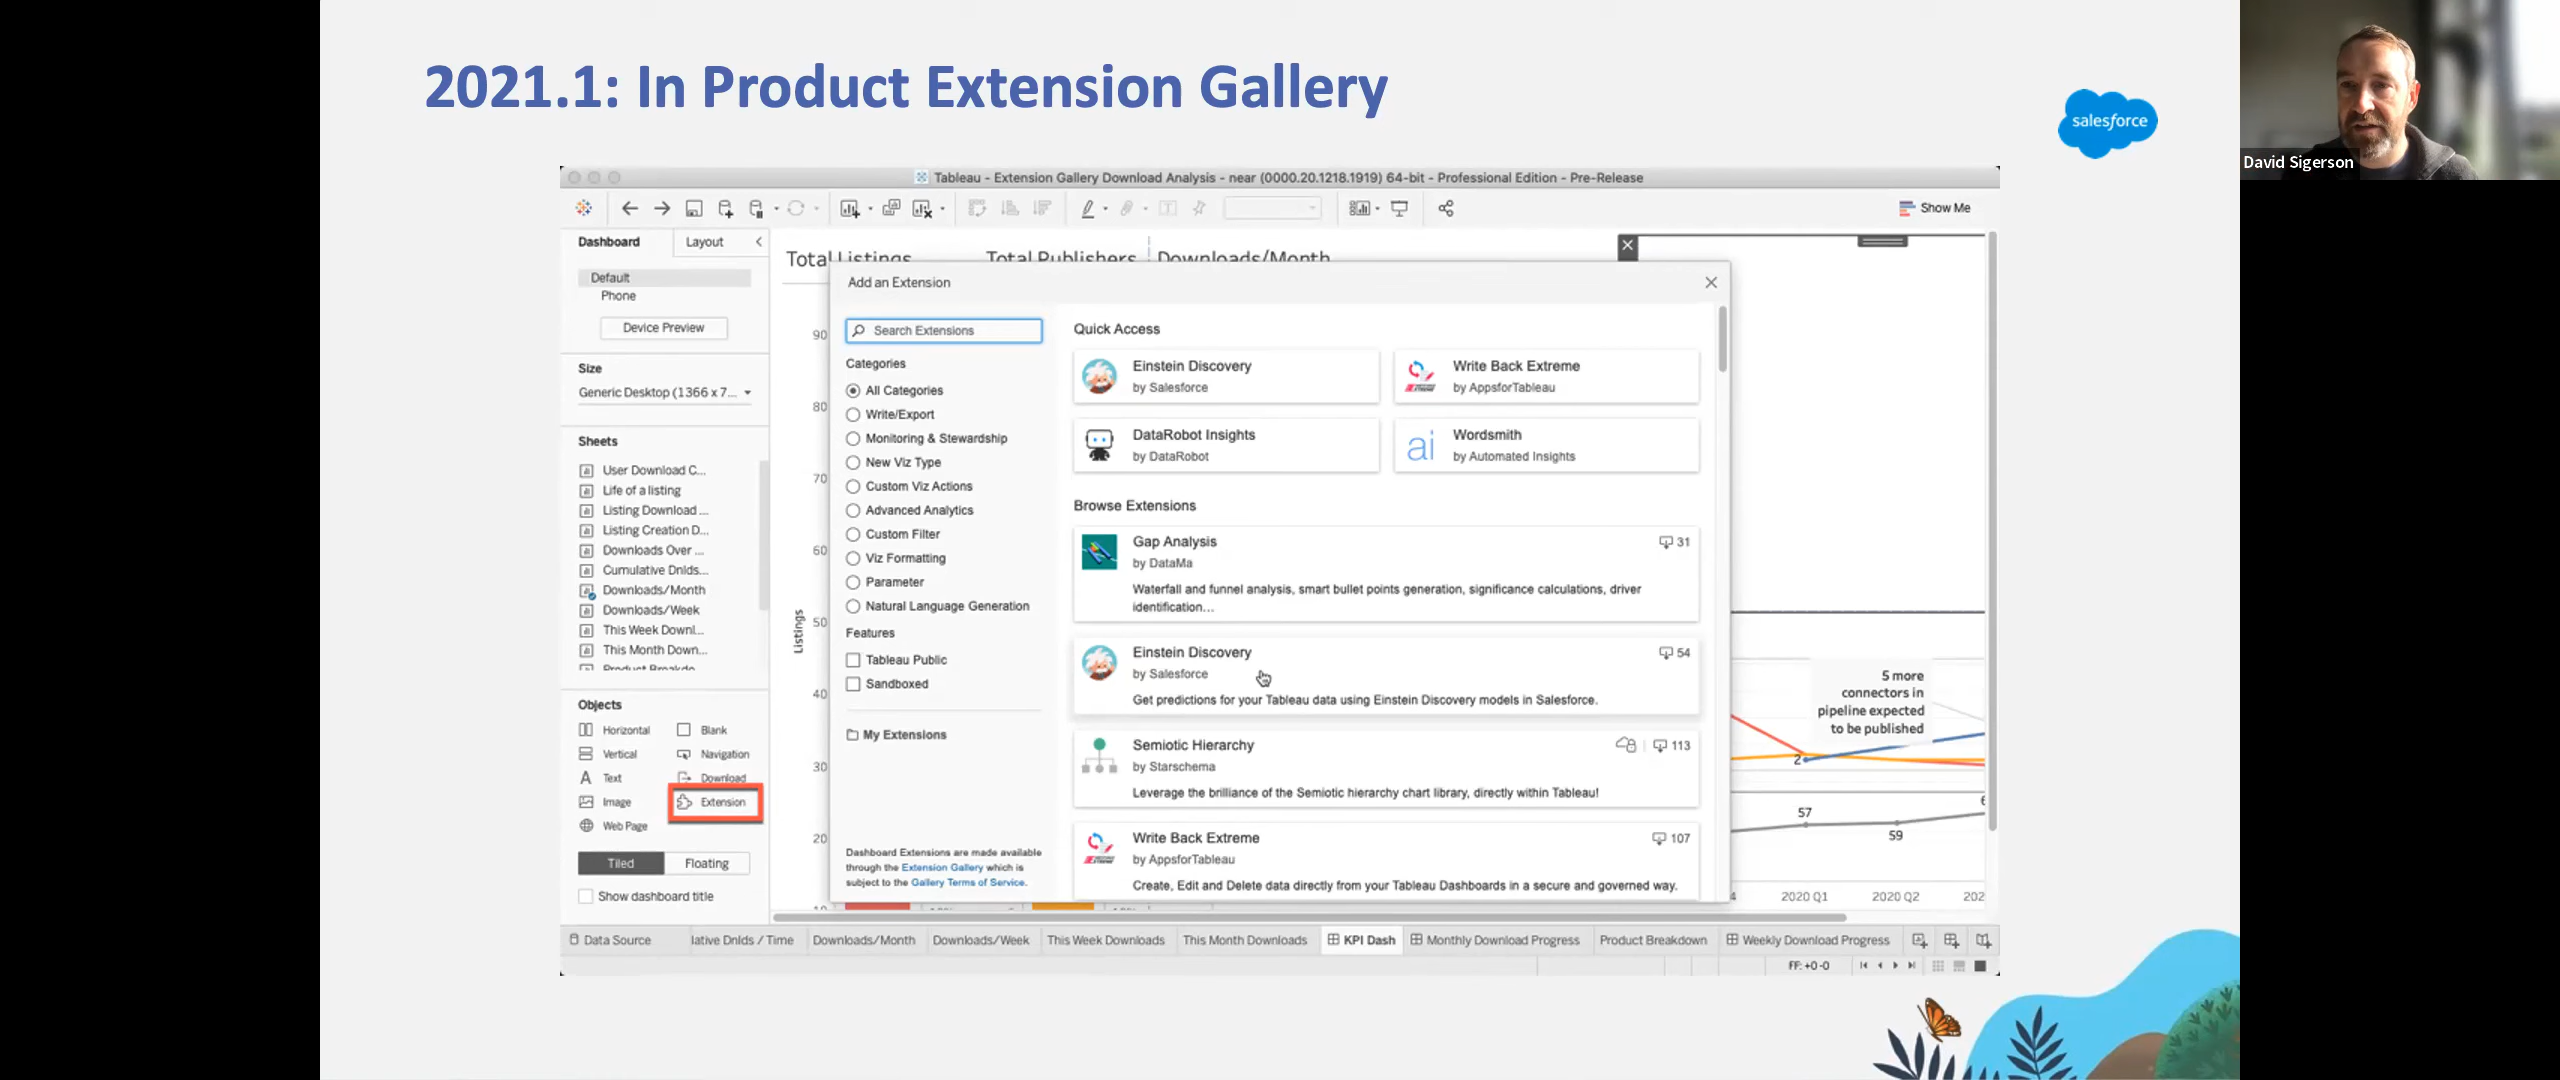 2021.1: In Product Extension Gallery
salesforce
David Sigerson
Tableau - Extension Gallery Download Analysis - near (0000.20.1218.1919) 64-bit - Professional Edition - Pre-Release
Show Me
Dashboard
Layout
Default
Phone
Device Preview
Size
Generic Desktop (1366 x 7...
Sheets
User Download C...
Life of a listing
Listing Download ...
Listing Creation D...
Downloads Over ...
Cumulative Dnlds...
Downloads/Month
Downloads/Week
This Week Downl...
This Month Down...
Product Breakdo
Objects
Horizontal
Blank
Vertical
Navigation
Text
Download
Image
Extension
Web Page
Tiled
Floating
Show dashboard title
Total Listings
Total Publishers
Downloads/Month
90
80
70
60
50
40
30
20
10
Listings
Add an Extension
Search Extensions
Categories
All Categories
Write/Export
Monitoring & Stewardship
New Viz Type
Custom Viz Actions
Advanced Analytics
Custom Filter
Viz Formatting
Parameter
Natural Language Generation
Features
Tableau Public
Sandboxed
My Extensions
Dashboard Extensions are made available
through the Extension Gallery which is
subject to the Gallery Terms of Service.
Quick Access
Einstein Discovery
by Salesforce
Write Back Extreme
by AppsforTableau
DataRobot Insights
by DataRobot
ai
Wordsmith
by Automated Insights
Browse Extensions
Gap Analysis
31
by DataMa
Waterfall and funnel analysis, smart bullet points generation, significance calculations, driver
identification...
Einstein Discovery
54
by Salesforce
Get predictions for your Tableau data using Einstein Discovery models in Salesforce.
Semiotic Hierarchy
113
by Starschema
Leverage the brilliance of the Semiotic hierarchy chart library, directly within Tableau!
Write Back Extreme
107
by AppsforTableau
Create, Edit and Delete data directly from your Tableau Dashboards in a secure and governed way.
5 more
connectors in
pipeline expected
to be published
2
57
59
2020 Q1
2020 Q2
202
Data Source
lative Dnlds / Time
Downloads/Month
Downloads/Week
This Week Downloads
This Month Downloads
KPI Dash
Monthly Download Progress
Product Breakdown
Weekly Download Progress
FF: +0 -0